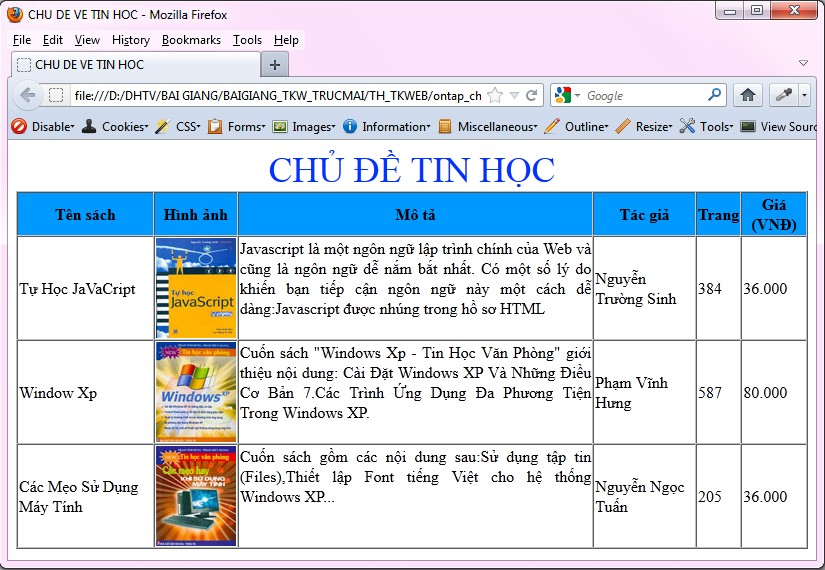 CHU DE VE TIN HOC - Mozilla Firefox
File Edit View History Bookmarks Tools Help
CHU DE VE TIN HOC
file:///D:/DHTV/BAI GIANG/BAIGIANG_TKW_TRUCMAI/TH_TKWEB/ontap_ch
Google
Disable Cookies CSS Forms Images Information Miscellaneous Outline Resize Tools View Sourc
CHỦ ĐỀ TIN HỌC
Tên sách Hình ảnh Mô tả Tác giả Trang Giá
(VNĐ)
Tự học
JavaScript
Tự Học JaVaCript
Javascript là một ngôn ngữ lập trình chính của Web và
cũng là ngôn ngữ dễ nắm bắt nhất. Có một số lý do
khiến bạn tiếp cận ngôn ngữ này một cách dễ
dàng:Javascript được nhúng trong hồ sơ HTML
Nguyễn
Trường Sinh
384
36.000
Window Xp
NEW Tin học văn phòng
Windows XP
Cuốn sách "Windows Xp - Tin Học Văn Phòng" giới
thiệu nội dung: Cài Đặt Windows XP Và Những Điều
Cơ Bản 7.Các Trình Ứng Dụng Đa Phương Tiện
Trong Windows XP.
Phạm Vĩnh
Hưng
587
80.000
Các Mẹo Sử Dụng
Máy Tính
NEW Tin học văn phòng
Các mẹo hay
KHI SỬ DỤNG
MÁY TÍNH
Cuốn sách gồm các nội dung sau:Sử dụng tập tin
(Files),Thiết lập Font tiếng Việt cho hệ thống
Windows XP...
Nguyễn Ngọc
Tuấn
205
36.000